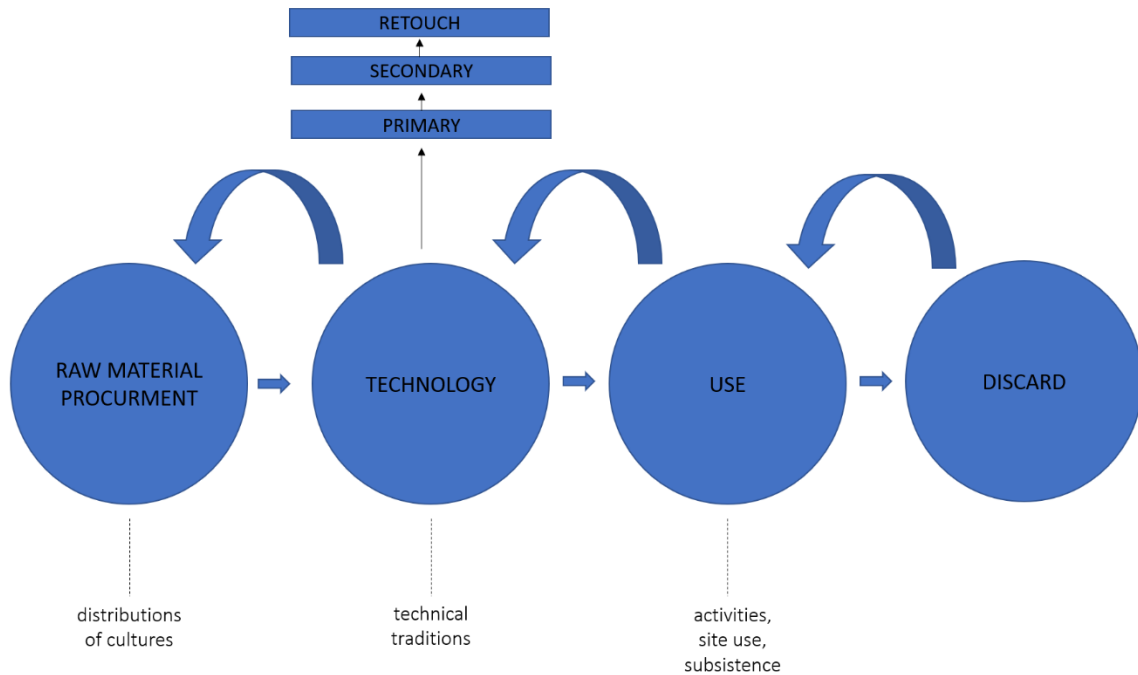 RETOUCH
SECONDARY
PRIMARY
RAW MATERIAL
PROCURMENT
TECHNOLOGY
USE
DISCARD
distributions
of cultures
technical
traditions
activities,
site use,
subsistence